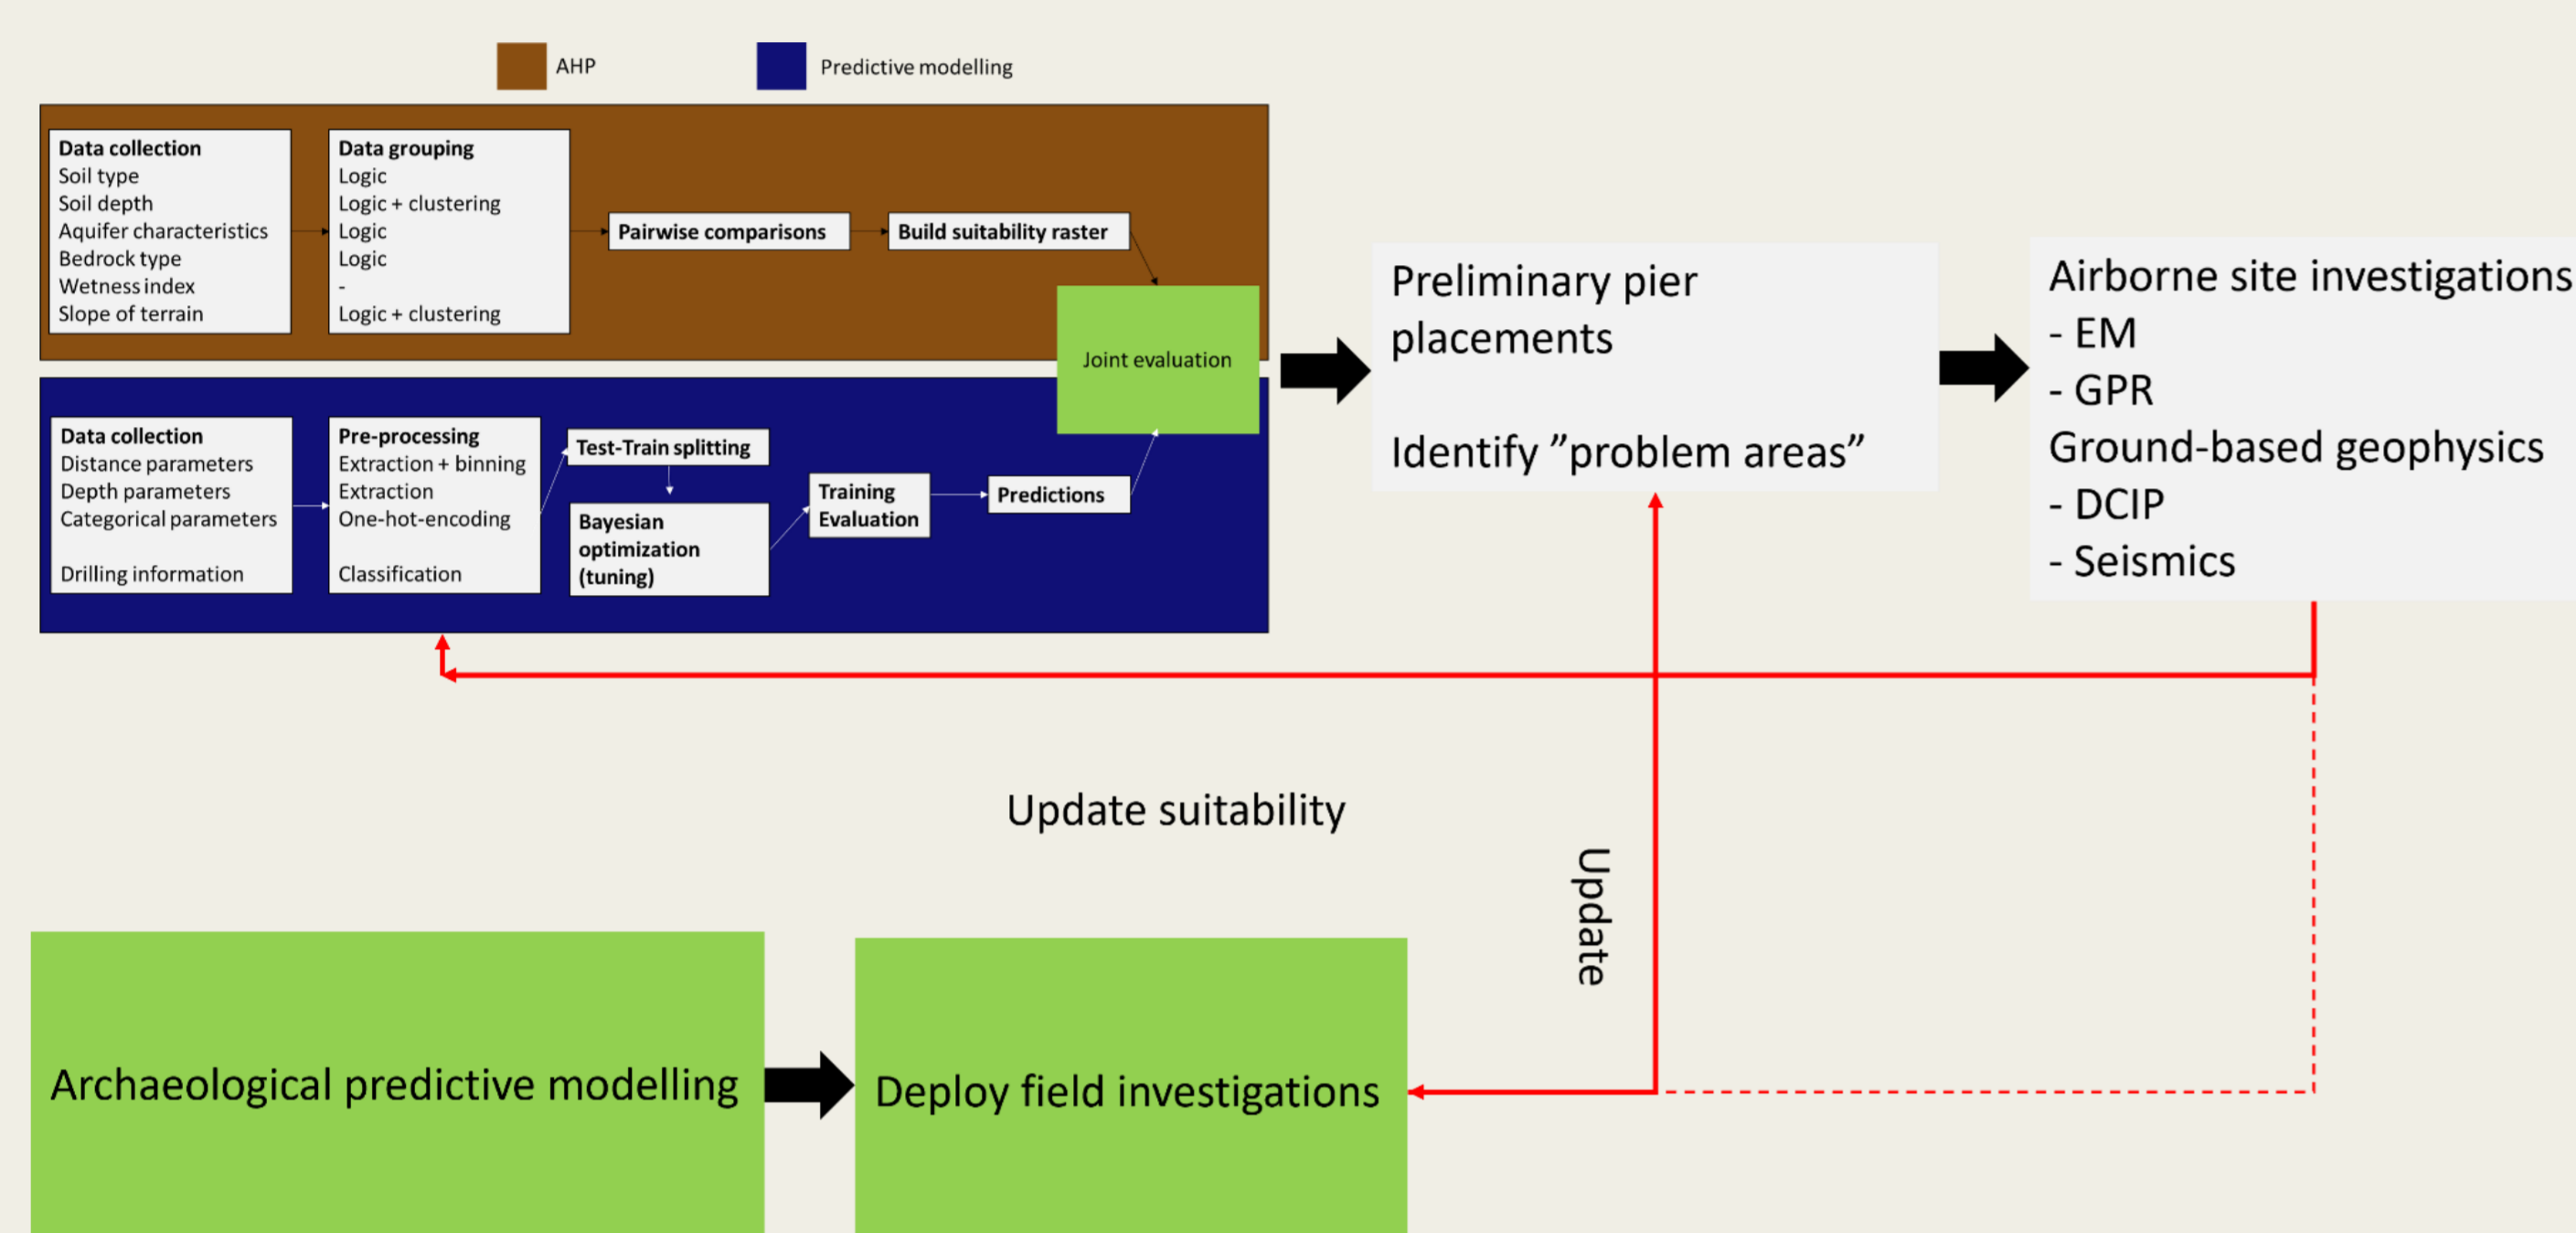 AHP
Predictive modelling
Data collection
Soil type
Soil depth
Aquifer characteristics
Bedrock type
Wetness index
Slope of terrain
Data grouping
Logic
Logic + clustering
Logic
Logic
-
Logic + clustering
Pairwise comparisons
Build suitability raster
Joint evaluation
Data collection
Distance parameters
Depth parameters
Categorical parameters
Drilling information
Pre-processing
Extraction + binning
Extraction
One-hot-encoding
Classification
Test-Train splitting
Bayesian
optimization
(tuning)
Training
Evaluation
Predictions
Preliminary pier
placements
Identify ”problem areas”
Airborne site investigations
- EM
- GPR
Ground-based geophysics
- DCIP
- Seismics
Update suitability
Update
Archaeological predictive modelling
Deploy field investigations